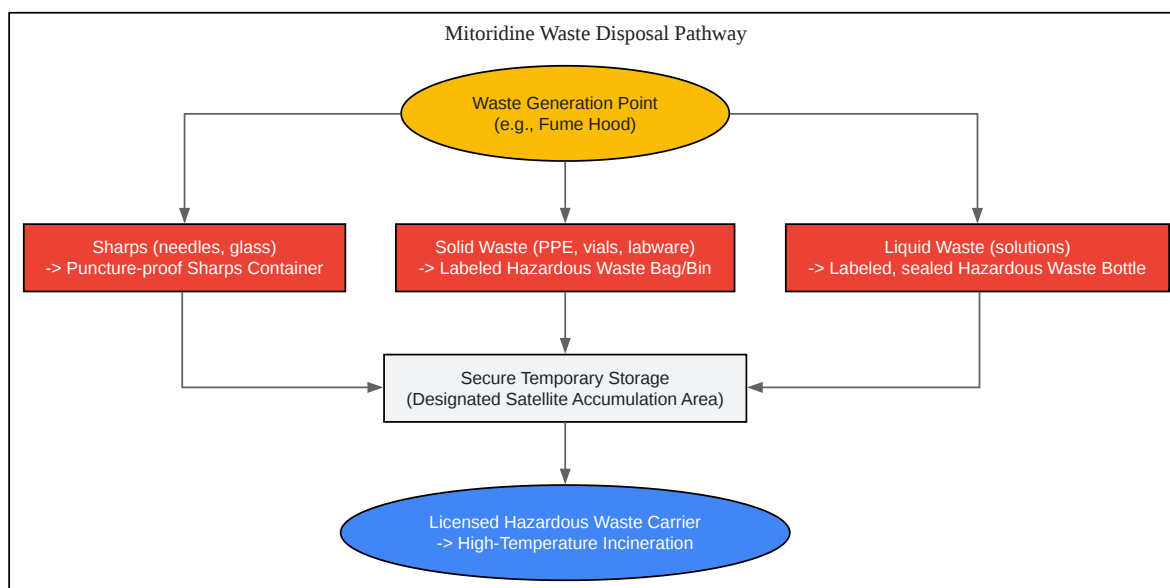 Mitoridine Waste Disposal Pathway
Waste Generation Point
(e.g., Fume Hood)
Sharps (needles, glass)
-> Puncture-proof Sharps Container
Solid Waste (PPE, vials, labware)
-> Labeled Hazardous Waste Bag/Bin
Liquid Waste (solutions)
-> Labeled, sealed Hazardous Waste Bottle
Secure Temporary Storage
(Designated Satellite Accumulation Area)
Licensed Hazardous Waste Carrier
-> High-Temperature Incineration